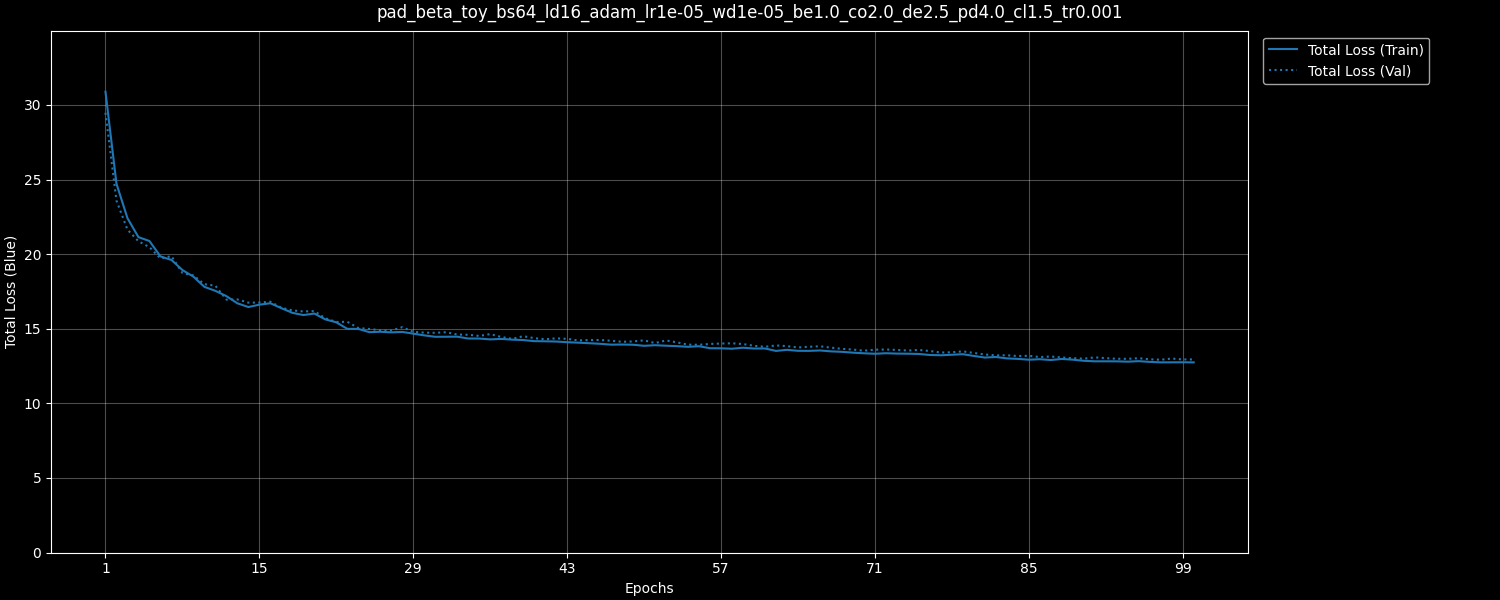 pad_beta_toy_bs64_ld16_adam_lr1e-05_wd1e-05_be1.0_co2.0_de2.5_pd4.0_cl1.5_tr0.001
Total Loss (Train)
Total Loss (Val)
Total Loss (Blue)
30
25
20
15
10
5
0
1 15 29 43 57 71 85 99
Epochs